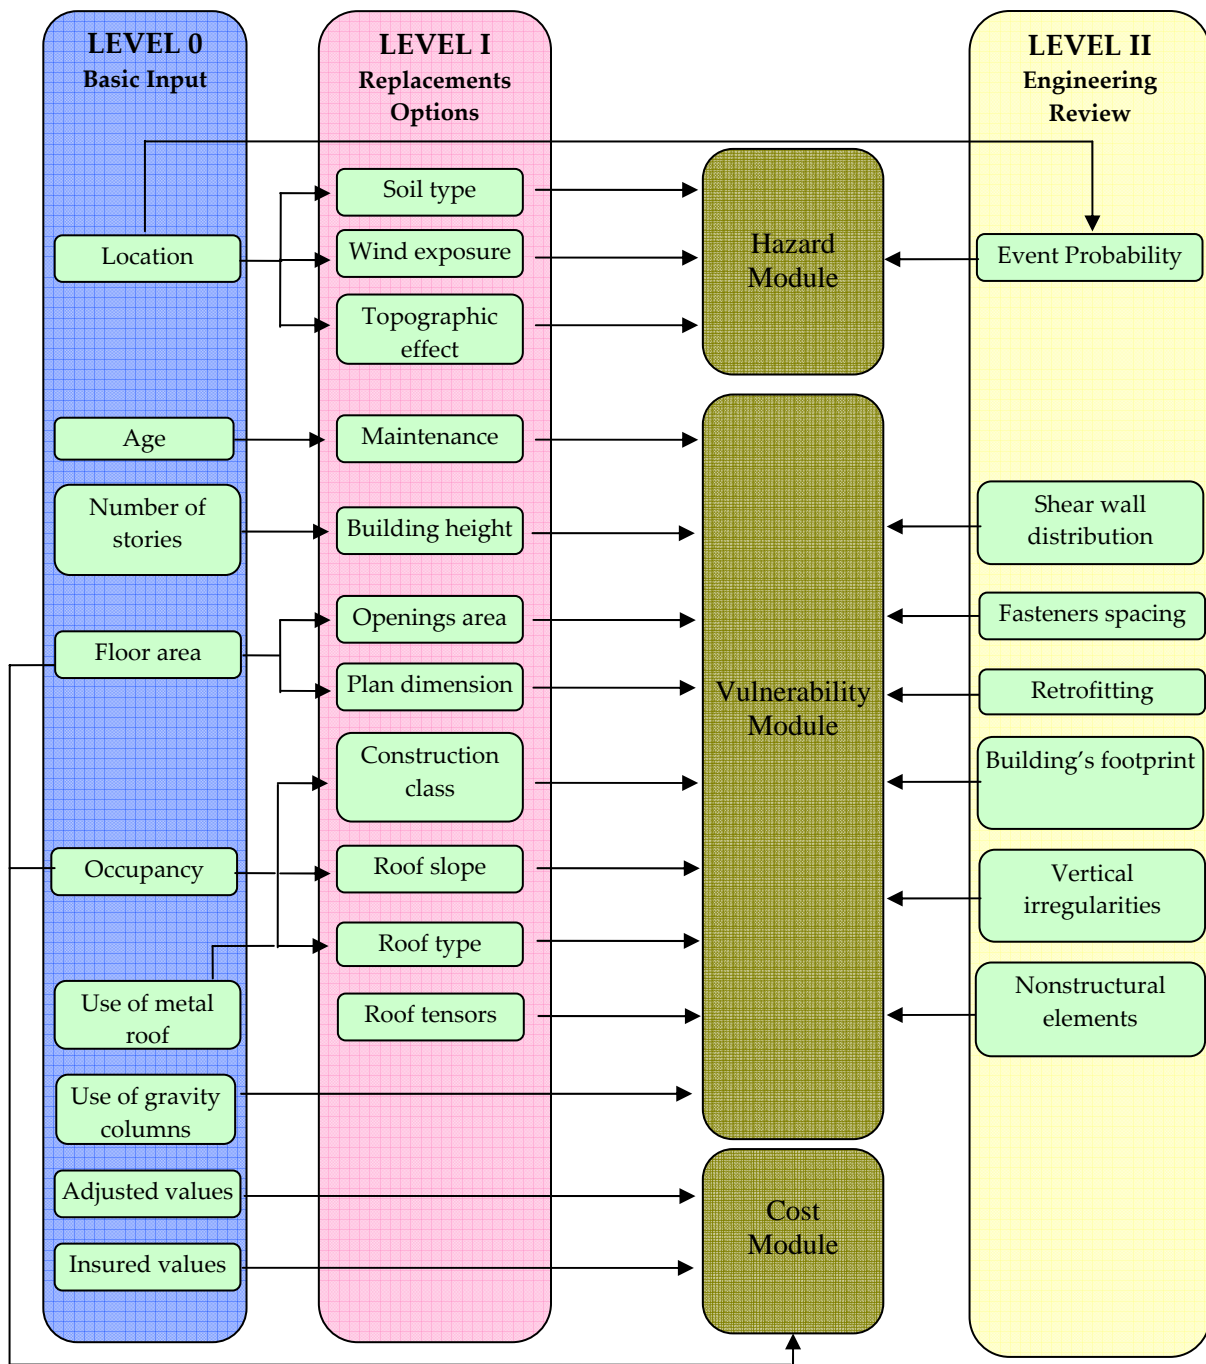 LEVEL 0
Basic Input
Location
Age
Number of
stories
Floor area
Occupancy
Use of metal
roof
Use of gravity
columns
Adjusted values
Insured values
LEVEL I
Replacements
Options
Soil type
Wind exposure
Topographic
effect
Maintenance
Building height
Openings area
Plan dimension
Construction
class
Roof slope
Roof type
Roof tensors
Hazard
Module
Vulnerability
Module
Cost
Module
LEVEL II
Engineering
Review
Event Probability
Shear wall
distribution
Fasteners spacing
Retrofitting
Building’s footprint
Vertical
irregularities
Nonstructural
elements